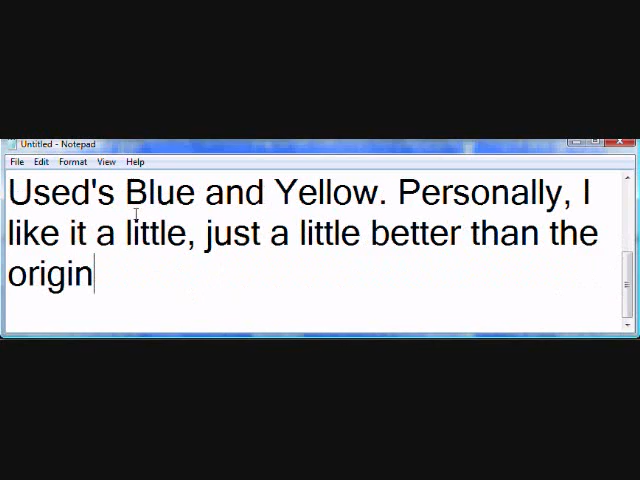 Untitled - Notepad
File Edit Format View Help
Used's Blue and Yellow. Personally, I
like it a little, just a little better than the
origin